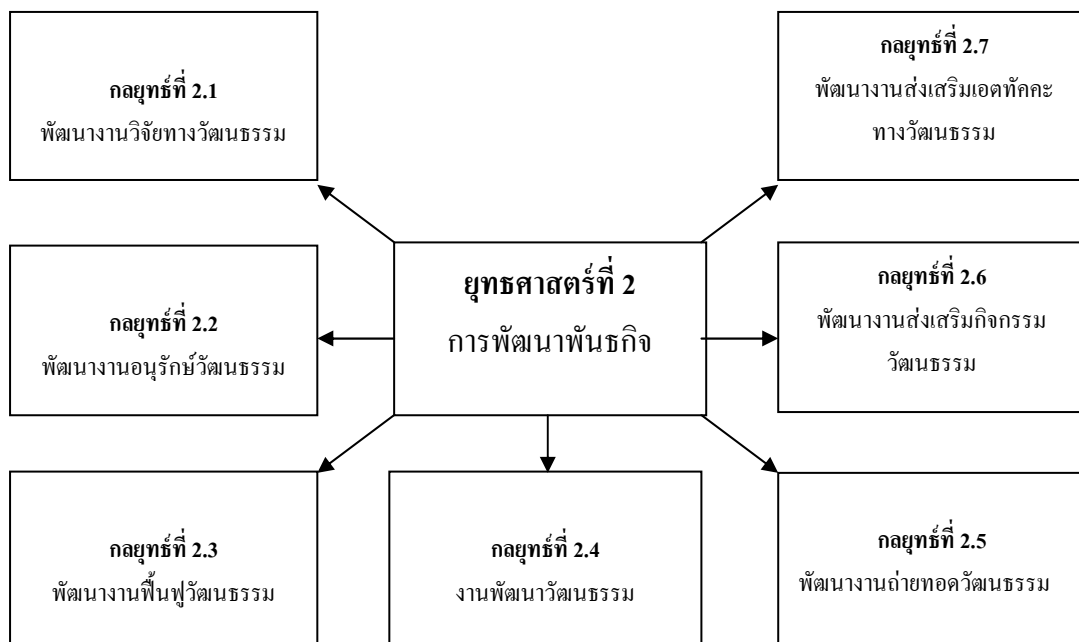 กลยุทธ์ที่ 2.1
พัฒนางานวิจัยทางวัฒนธรรม
กลยุทธ์ที่ 2.7
พัฒนางานส่งเสริมเอตทัคคะ
ทางวัฒนธรรม
กลยุทธ์ที่ 2.2
พัฒนางานอนุรักษ์วัฒนธรรม
ยุทธศาสตร์ที่ 2
การพัฒนาพันธกิจ
กลยุทธ์ที่ 2.6
พัฒนางานส่งเสริมกิจกรรม
วัฒนธรรม
กลยุทธ์ที่ 2.3
พัฒนางานฟื้นฟูวัฒนธรรม
กลยุทธ์ที่ 2.4
งานพัฒนาวัฒนธรรม
กลยุทธ์ที่ 2.5
พัฒนางานถ่ายทอดวัฒนธรรม